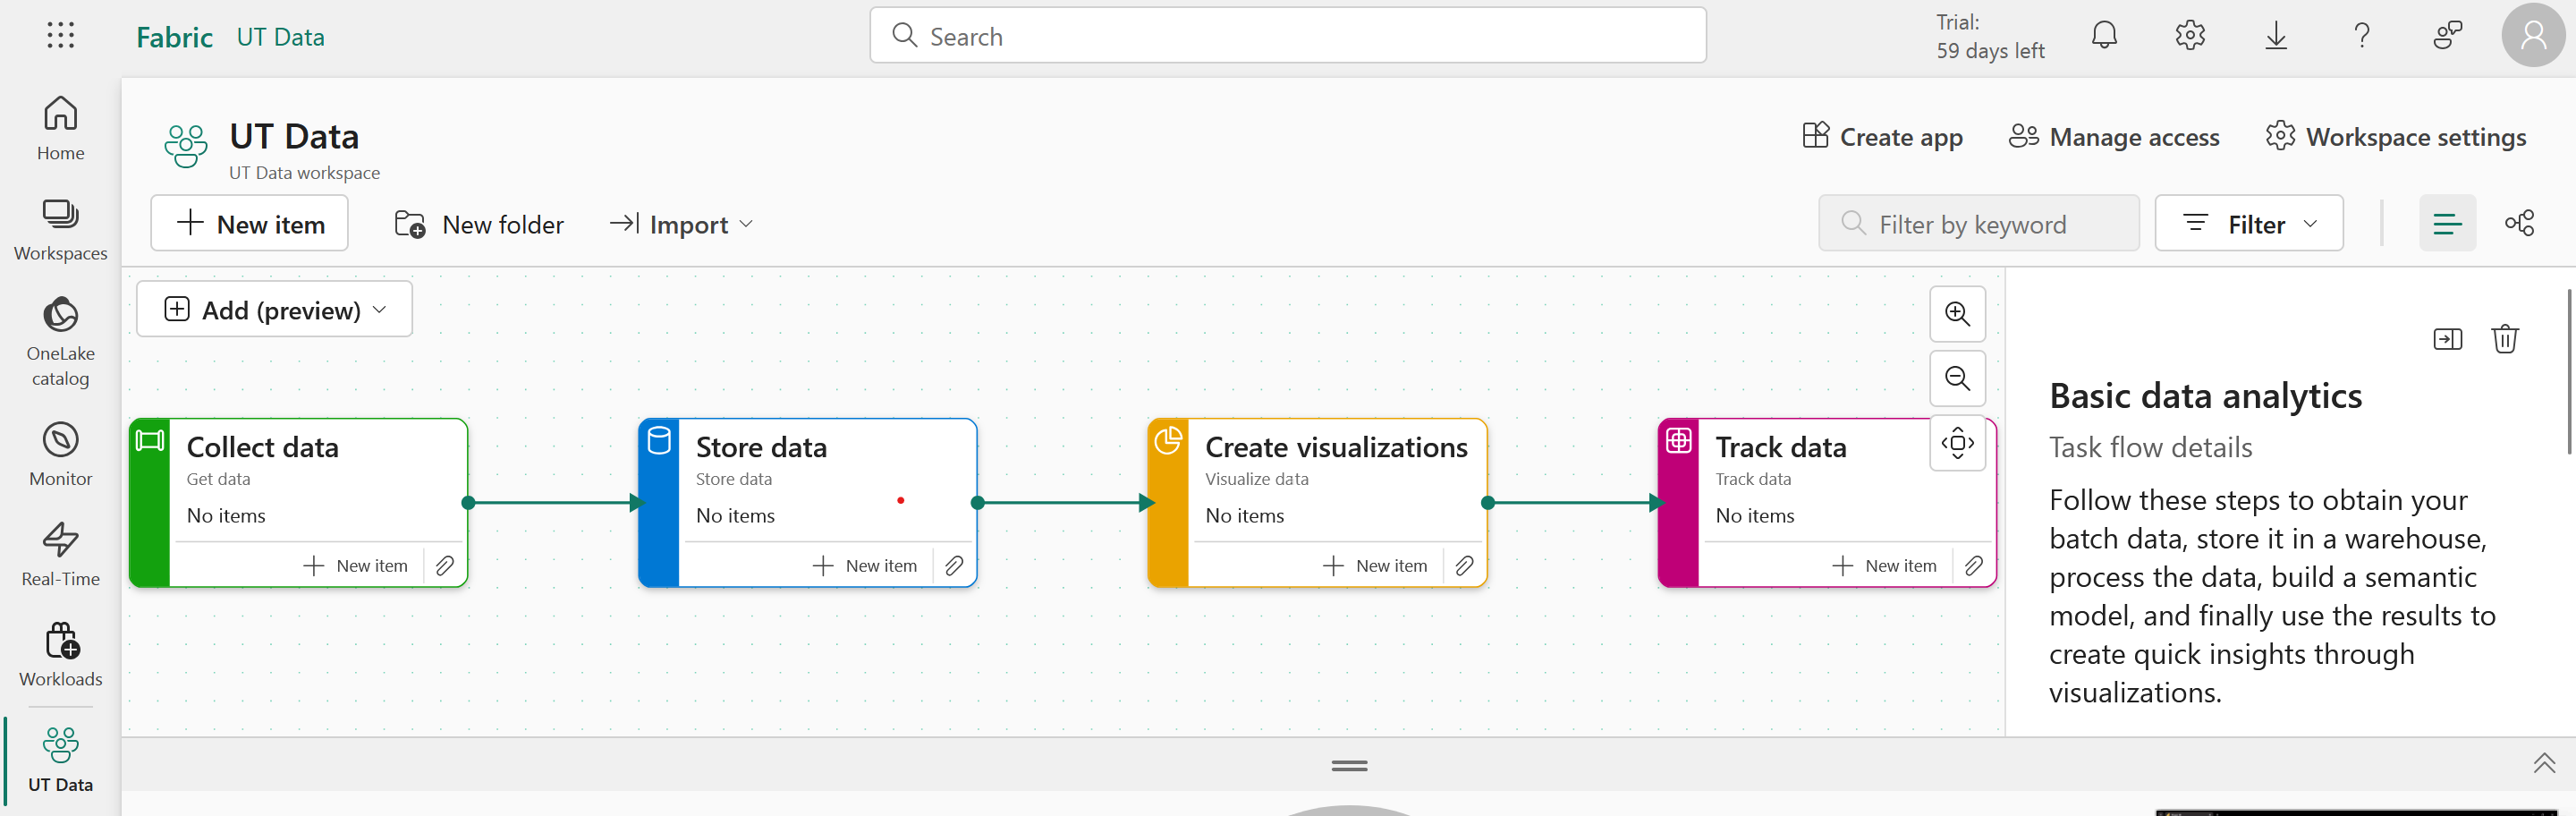 Fabric UT Data
Search
Trial:
59 days left
Home
Workspaces
OneLake
catalog
Monitor
Real-Time
Workloads
UT Data
UT Data
UT Data workspace
Create app
Manage access
Workspace settings
New item
New folder
Import
Filter by keyword
Filter
Add (preview)
Collect data
Get data
No items
New item
Store data
Store data
No items
New item
Create visualizations
Visualize data
No items
New item
Track data
Track data
No items
New item
Basic data analytics
Task flow details
Follow these steps to obtain your
batch data, store it in a warehouse,
process the data, build a semantic
model, and finally use the results to
create quick insights through
visualizations.